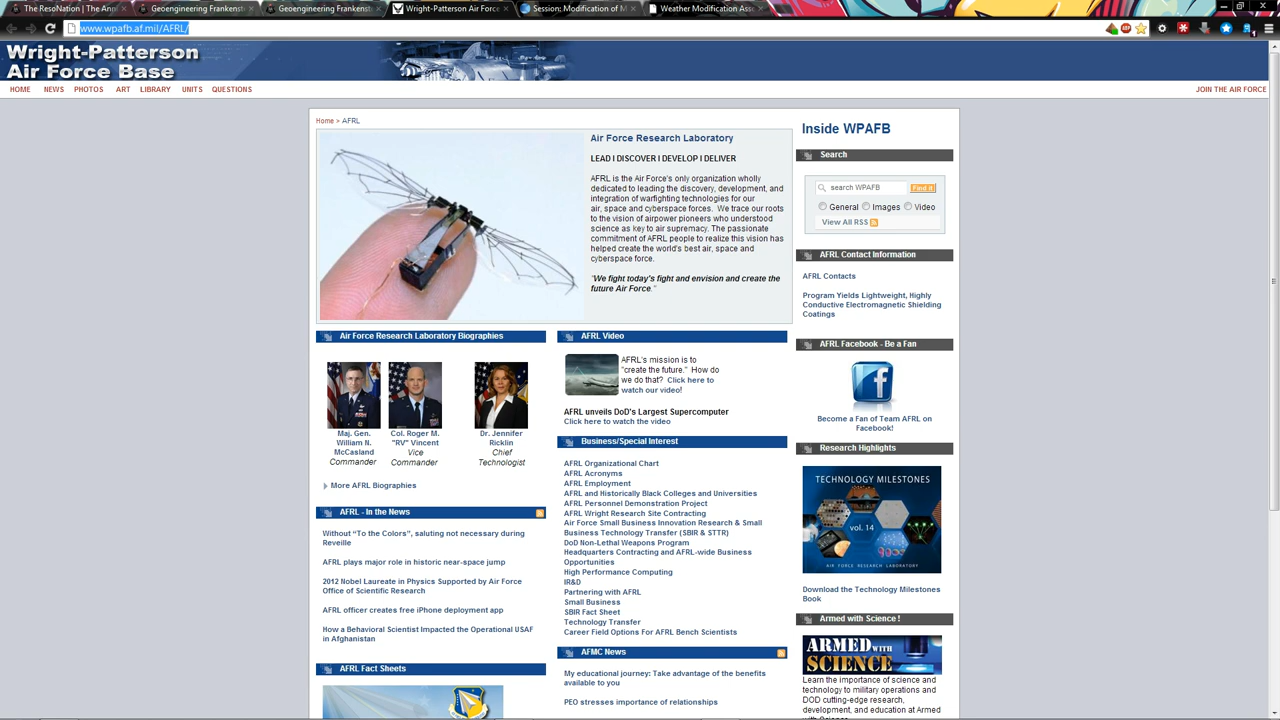 The ResoNation | The Ann
Geoengineering Frankenst
Geoengineering Frankenst
Wright-Patterson Air Force
Session: Modification of M
Weather Modification Asso
www.wpafb.af.mil/AFRL/
Wright-Patterson
Air Force Base
HOME NEWS PHOTOS ART LIBRARY UNITS QUESTIONS
JOIN THE AIR FORCE
Home > AFRL
Air Force Research Laboratory
LEAD I DISCOVER I DEVELOP I DELIVER
AFRL is the Air Force's only organization wholly
dedicated to leading the discovery, development, and
integration of warfighting technologies for our
air, space and cyberspace forces. We trace our roots
to the vision of airpower pioneers who understood
science as key to air supremacy. The passionate
commitment of AFRL people to realize this vision has
helped create the world's best air, space and
cyberspace force.
"We fight today's fight and envision and create the
future Air Force."
Air Force Research Laboratory Biographies
Maj. Gen.
William N.
McCasland
Commander
Col. Roger M.
"RV" Vincent
Vice
Commander
Dr. Jennifer
Ricklin
Chief
Technologist
More AFRL Biographies
AFRL - In the News
Without "To the Colors", saluting not necessary during
Reveille
AFRL plays major role in historic near-space jump
2012 Nobel Laureate in Physics Supported by Air Force
Office of Scientific Research
AFRL officer creates free iPhone deployment app
How a Behavioral Scientist Impacted the Operational USAF
in Afghanistan
AFRL Fact Sheets
AFRL Video
AFRL's mission is to
"create the future." How do
we do that? Click here to
watch our video!
AFRL unveils DoD's Largest Supercomputer
Click here to watch the video
Business/Special Interest
AFRL Organizational Chart
AFRL Acronyms
AFRL Employment
AFRL and Historically Black Colleges and Universities
AFRL Personnel Demonstration Project
AFRL Wright Research Site Contracting
Air Force Small Business Innovation Research & Small
Business Technology Transfer (SBIR & STTR)
DoD Non-Lethal Weapons Program
Headquarters Contracting and AFRL-wide Business
Opportunities
High Performance Computing
IR&D
Partnering with AFRL
Small Business
SBIR Fact Sheet
Technology Transfer
Career Field Options For AFRL Bench Scientists
AFMC News
My educational journey: Take advantage of the benefits
available to you
PEO stresses importance of relationships
Inside WPAFB
Search
search WPAFB Find It
General Images Video
View All RSS
AFRL Contact Information
AFRL Contacts
Program Yields Lightweight, Highly
Conductive Electromagnetic Shielding
Coatings
AFRL Facebook - Be a Fan
Become a Fan of Team AFRL on
Facebook!
Research Highlights
TECHNOLOGY MILESTONES
vol. 14
AIR FORCE RESEARCH LABORATORY
Download the Technology Milestones
Book
Armed with Science !
ARMED WITH
SCIENCE
Learn the importance of science and
technology to military operations and
DOD cutting-edge research,
development, and education at Armed
with Science